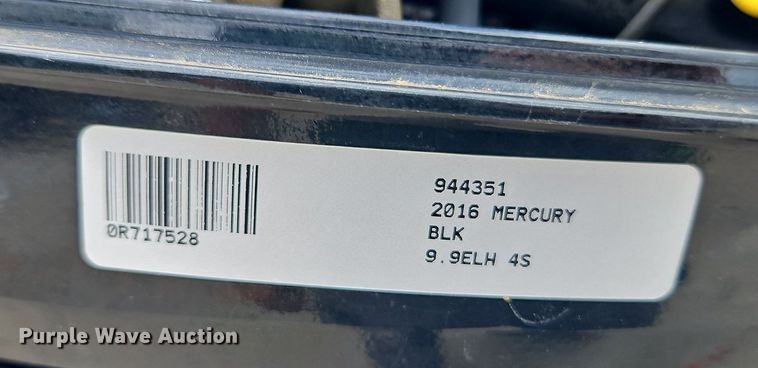 944351
2016 MERCURY
BLK
9.9ELH 4S
0R717528
Purple Wave Auction